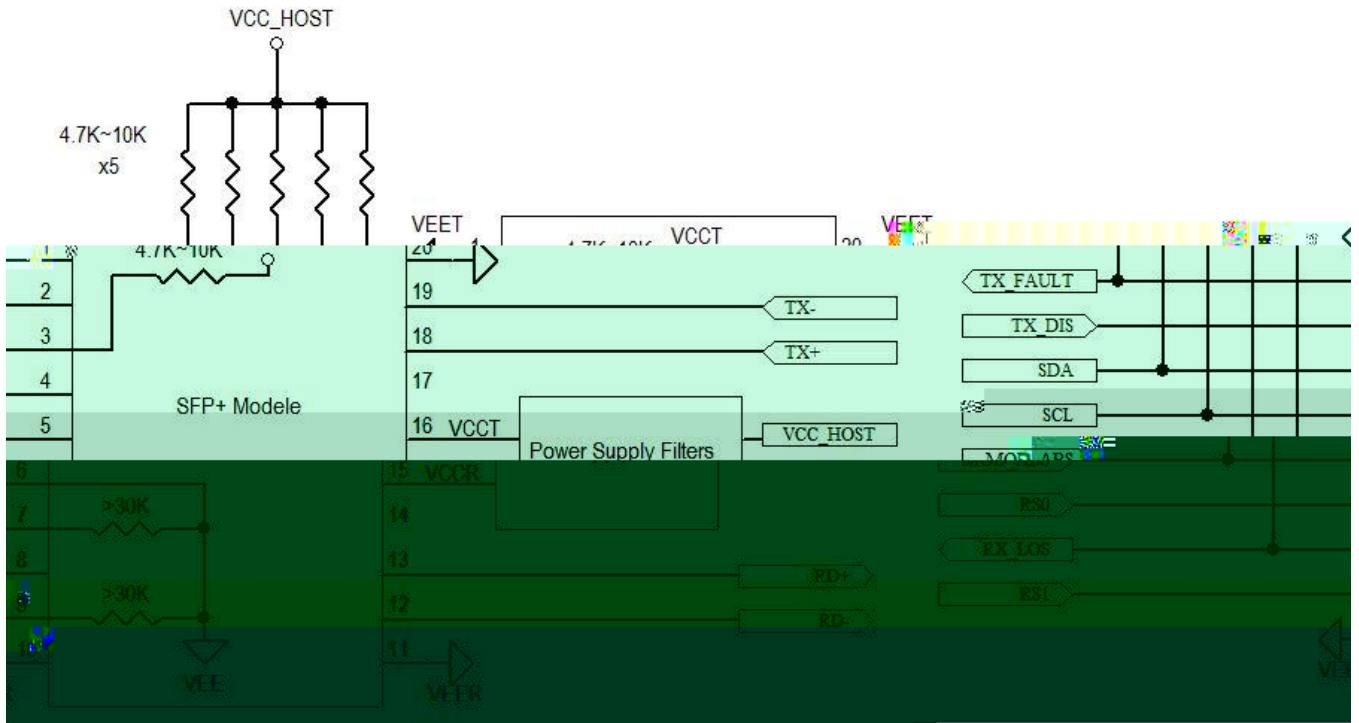 VCC_HOST
4.7K~10K
x5
VEET
VCCT
4.7K~10K
20
2
3
4
5
6
7
8
19
18
17
16
15
14
13
12
11
SFP+ Modele
VCCT
VCCR
Power Supply Filters
VCC_HOST
TX-
TX+
RD+
RD-
>30K
>30K
VEE
VEER
TX_FAULT
TX_DIS
SDA
SCL
RS0
RX_LOS
RS1